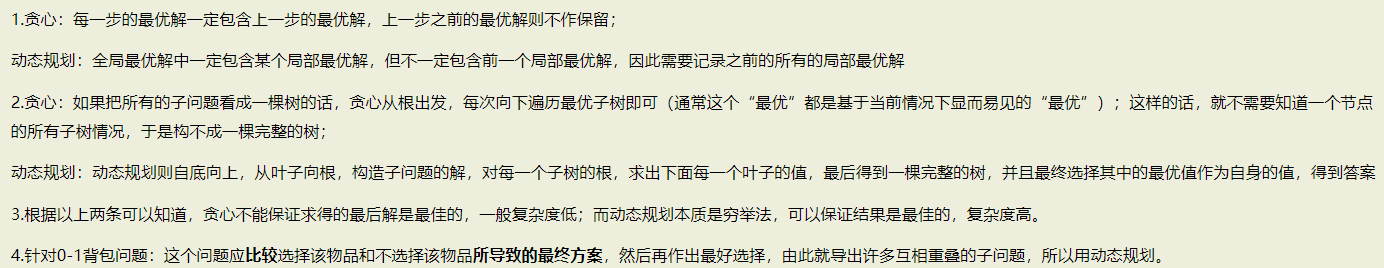 1.贪心：每一步的最优解一定包含上一步的最优解，上一步之前的最优解则不作保留；
动态规划：全局最优解中一定包含某个局部最优解，但不一定包含前一个局部最优解，因此需要记录之前的所有的局部最优解
2.贪心：如果把所有的子问题看成一棵树的话，贪心从根出发，每次向下遍历最优子树即可（通常这个“最优”都是基于当前情况下显而易见的“最优”）；这样的话，就不需要知道一个节点
的所有子树情况，于是构不成一棵完整的树；
动态规划：动态规划则自底向上，从叶子向根，构造子问题的解，对每一个子树的根，求出下面每一个叶子的值，最后得到一棵完整的树，并且最终选择其中的最优值作为自身的值，得到答案
3.根据以上两条可以知道，贪心不能保证求得的最后解是最佳的，一般复杂度低；而动态规划本质是穷举法，可以保证结果是最佳的，复杂度高。
4.针对0-1背包问题：这个问题应比较选择该物品和不选择该物品所导致的最终方案，然后再作出最好选择，由此就导出许多互相重叠的子问题，所以用动态规划。